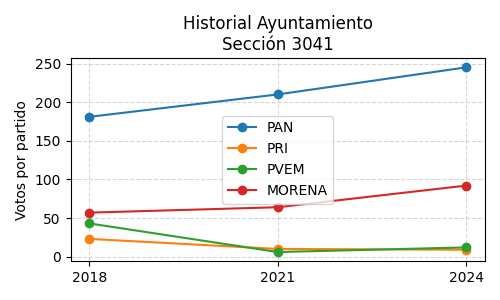 Historial Ayuntamiento
Sección 3041
Votos por partido
250
200
150
100
50
0
PAN
PRI
PVEM
MORENA
2018
2021
2024